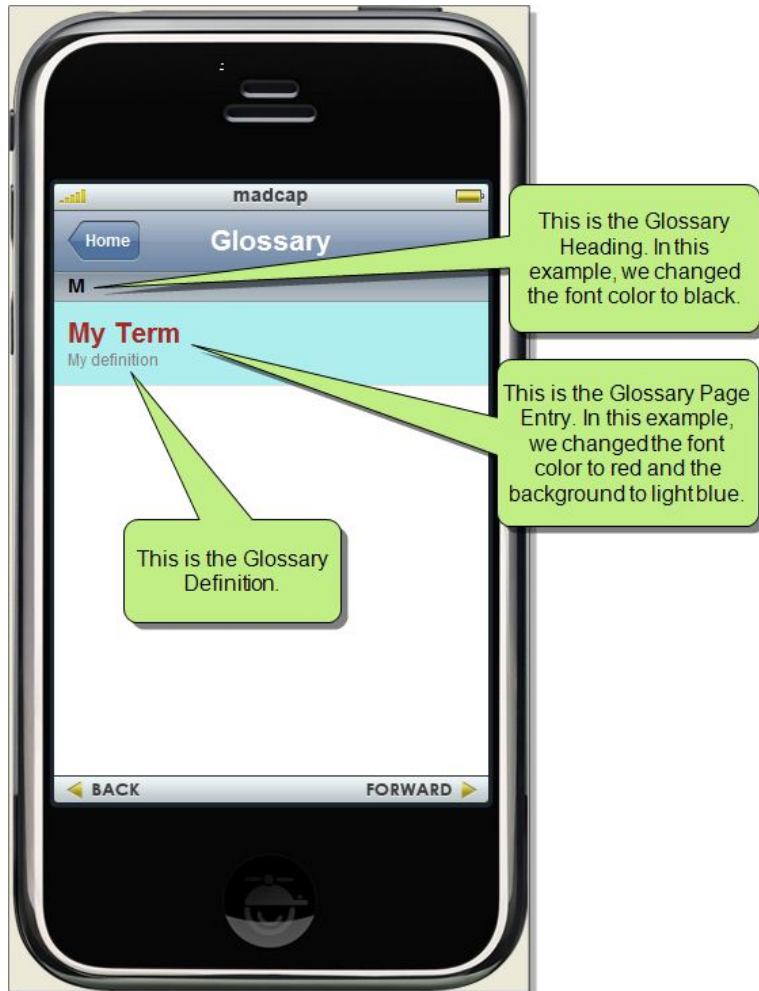 madcap
Home
Glossary
M
My Term
My definition
This is the Glossary
Heading. In this
example, we changed
the font color to black.
This is the Glossary Page
Entry. In this example,
we changed the font
color to red and the
background to light blue.
This is the Glossary
Definition.
BACK
FORWARD